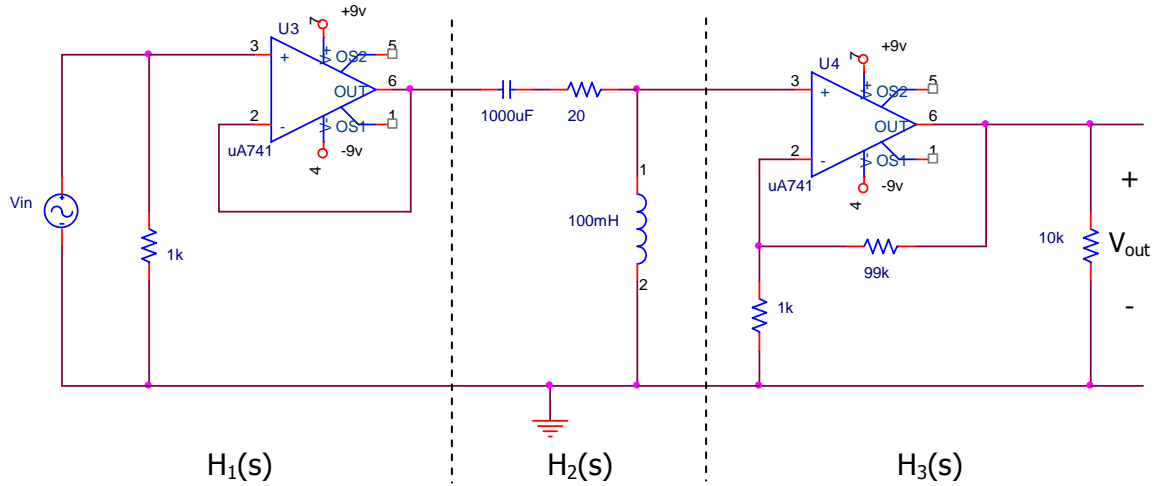 U3
7
+9v
3
+
V+
OS2
5
OUT
6
2
-
V-
OS1
1
uA741
4
-9v
Vin
1k
1000uF
20
1
100mH
2
U4
7
+9v
3
+
V+
OS2
5
OUT
6
2
-
V-
OS1
1
uA741
4
-9v
99k
1k
10k
+
Vout
-
H1(s)
H2(s)
H3(s)